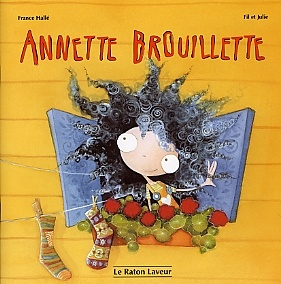 France Hallé
Fil et Julie
ANNETTE BROUILLETTE
Le Raton Laveur